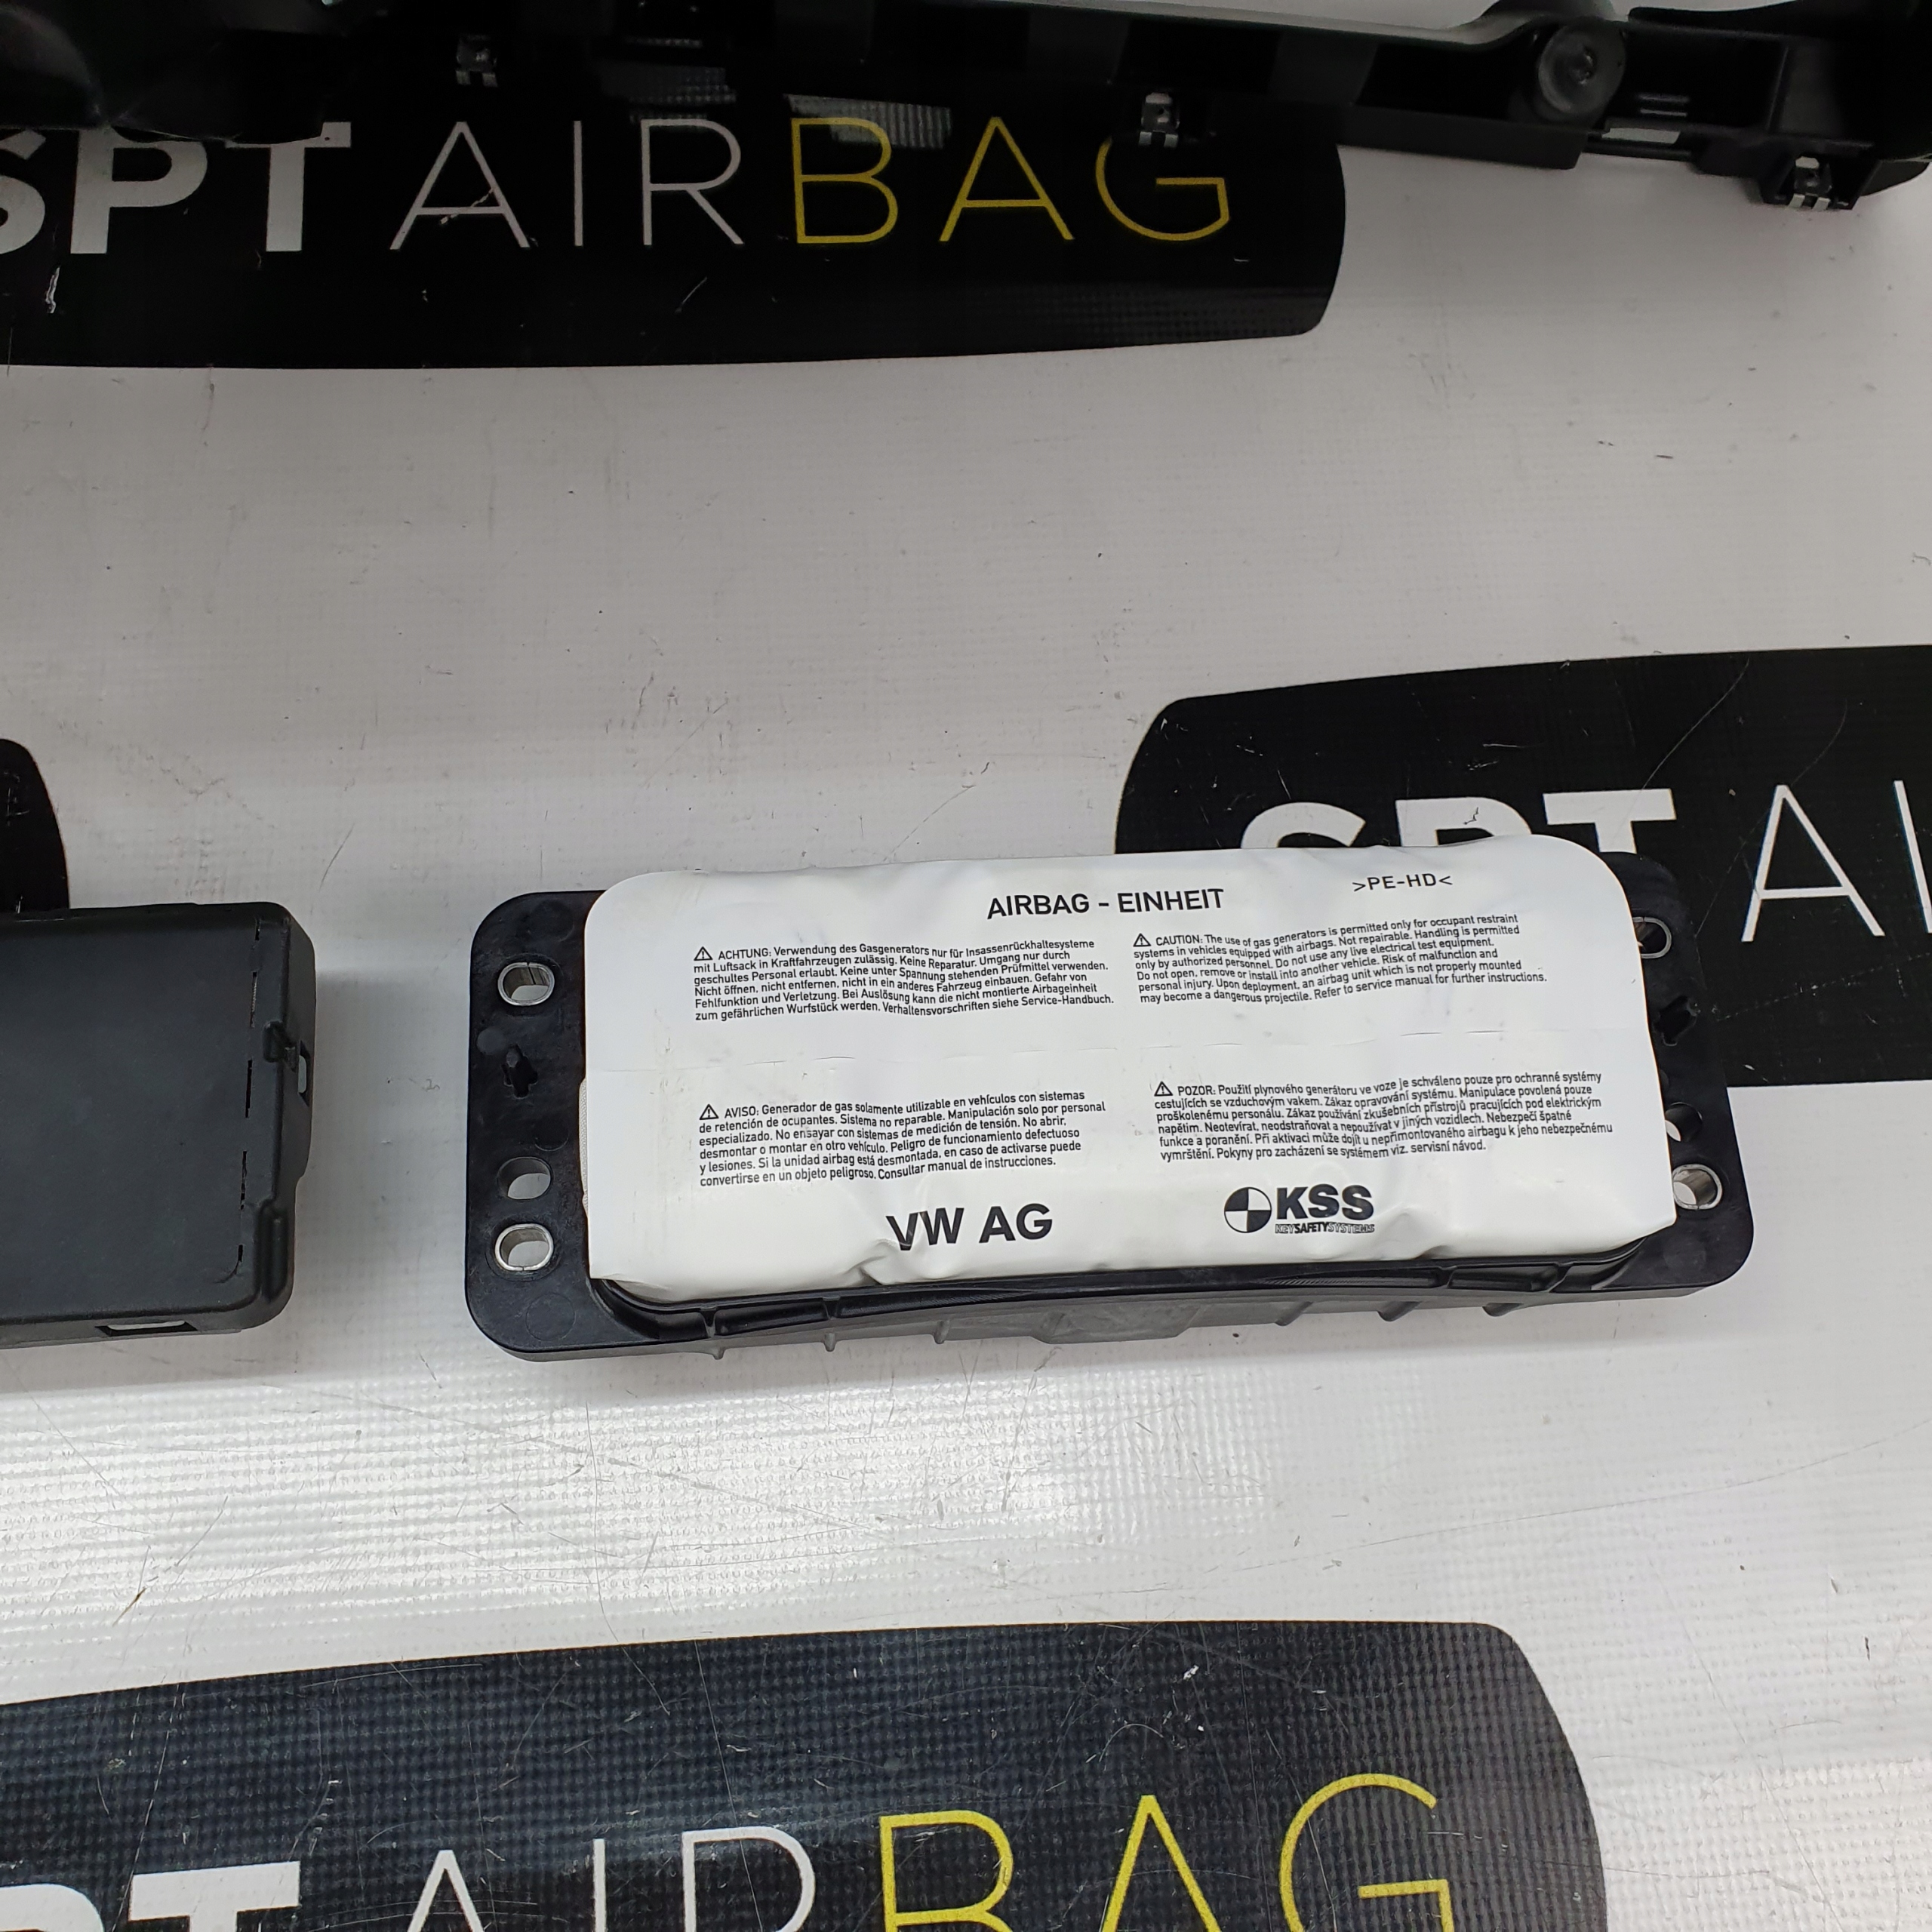 SPT AIRBAG
SPT AI
AIRBAG - EINHEIT
>PE-HD<
ACHTUNG: Verwendung des Gasgenerators nur für Insassenrückhaltesysteme
mit Luftsack in Kraftfahrzeugen zulässig. Keine Reparatur. Umgang nur durch
geschultes Personal erlaubt. Keine unter Spannung stehenden Prüfmittel verwenden.
Nicht öffnen, nicht entfernen, nicht in ein anderes Fahrzeug einbauen. Gefahr von
Fehlfunktion und Verletzung. Bei Auslösung kann die nicht montierte Airbageinheit
zum gefährlichen Wurfstück werden. Verhaltensvorschriften siehe Service-Handbuch.
CAUTION: The use of gas generators is permitted only for occupant restraint
systems in vehicles equipped with airbags. Not repairable. Handling is permitted
only by authorized personnel. Do not use any live electrical test equipment.
Do not open, remove or install into another vehicle. Risk of malfunction and
personal injury. Upon deployment, an airbag unit which is not properly mounted
may become a dangerous projectile. Refer to service manual for further instructions.
AVISO: Generador de gas solamente utilizable en vehículos con sistemas
de retención de ocupantes. Sistema no reparable. Manipulación solo por personal
especializado. No ensayar con sistemas de medición de tensión. No abrir,
desmontar o montar en otro vehículo. Peligro de funcionamiento defectuoso
y lesiones. Si la unidad airbag está desmontada, en caso de activarse puede
convertirse en un objeto peligroso. Consultar manual de instrucciones.
POZOR: Použití plynového generátoru ve voze je schváleno pouze pro ochranné systémy
cestujících se vzduchovým vakem. Zákaz opravování systému. Manipulace povolená pouze
proškolenému personálu. Zákaz používání zkušebních přístrojů pracujících pod elektrickým
napětím. Neotevírat, neodstraňovat a nepoužívat v jiných vozidlech. Nebezpečí špatné
funkce a poranění. Při aktivaci může dojít u nepřimontovaného airbagu k jeho nebezpečnému
vymrštění. Pokyny pro zacházení se systémem viz. servisní návod.
VW AG
KSS
KEYSAFETYSYSTEMS
PT AIRBAG